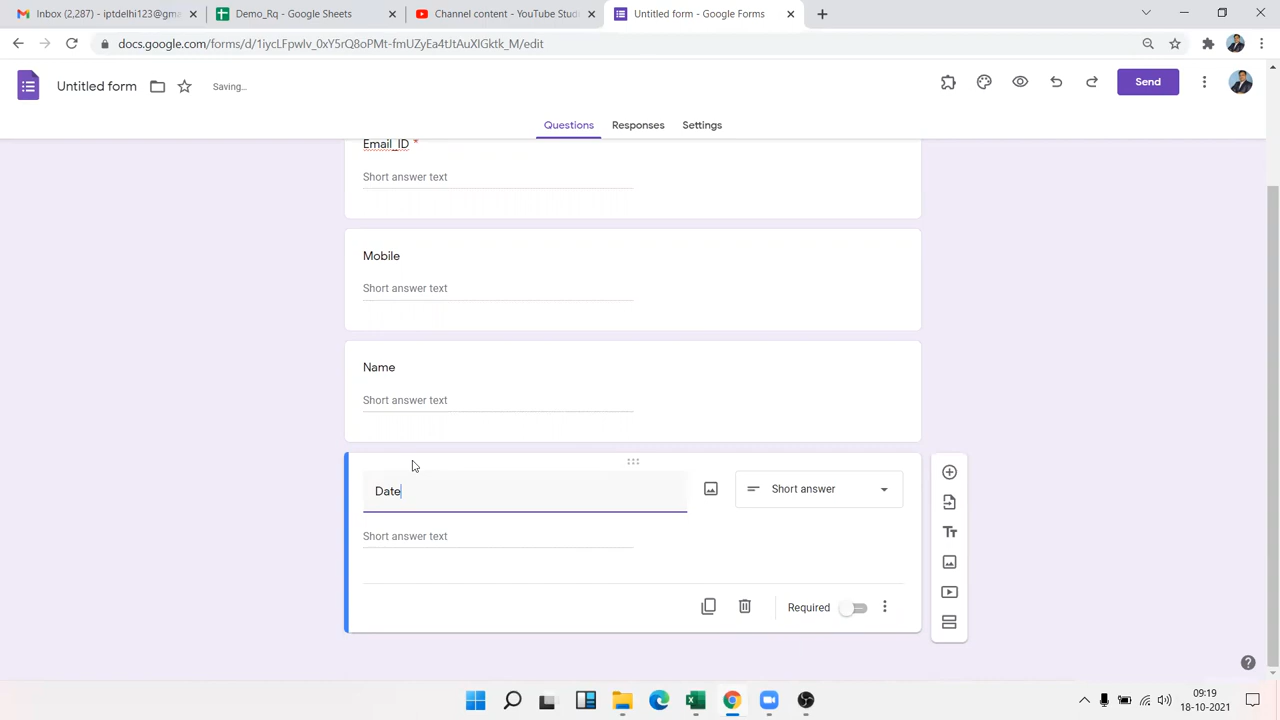 Inbox (2,287) - iptdelhi123@gm
Demo_Rq - Google Sheets
Channel content - YouTube Stud
Untitled form - Google Forms
docs.google.com/forms/d/1iycLFpwIv_0xY5rQ8oPMt-fmUZyEa4tJtAuXIGktk_M/edit
Untitled form
Saving...
Send
Questions
Responses
Settings
Email_ID *
Short answer text
Mobile
Short answer text
Name
Short answer text
Date
Short answer
Short answer text
Required
09:19
18-10-2021